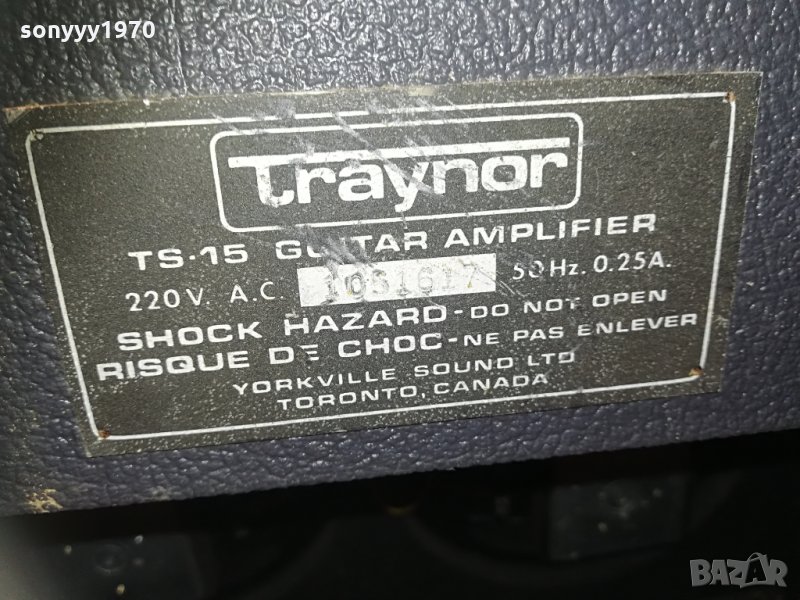 sonyyy1970
Traynor
TS-15 GUITAR AMPLIFIER
220V. A.C. 1031617 50Hz. 0.25A.
SHOCK HAZARD-DO NOT OPEN
RISQUE DE CHOC-NE PAS ENLEVER
YORKVILLE SOUND LTD
TORONTO, CANADA
BAZAR